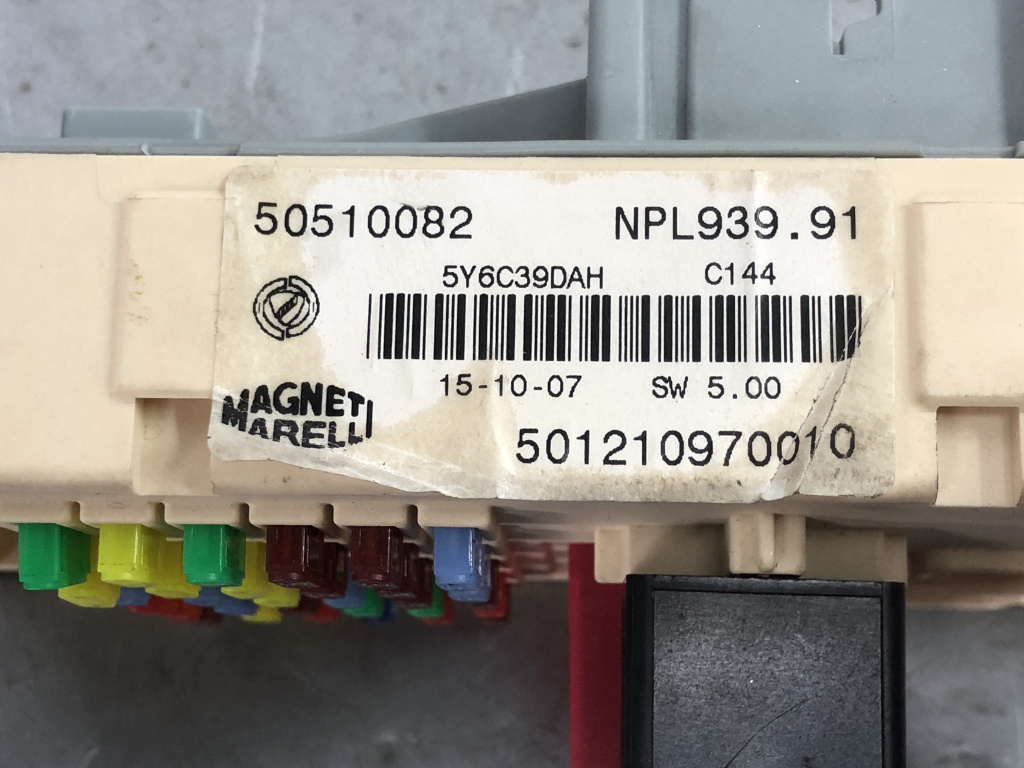 50510082 NPL939.91
5Y6C39DAH C144
15-10-07 SW 5.00
MAGNETI
MARELLI
501210970010